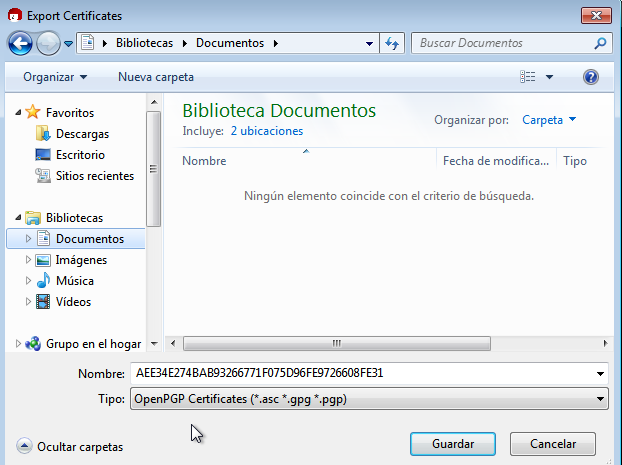 Export Certificates
Bibliotecas Documentos
Buscar Documentos
Organizar Nueva carpeta
Favoritos
Descargas
Escritorio
Sitios recientes
Bibliotecas
Documentos
Imágenes
Música
Vídeos
Grupo en el hogar
Biblioteca Documentos
Incluye: 2 ubicaciones
Organizar por: Carpeta
Nombre Fecha de modifica... Tipo
Ningún elemento coincide con el criterio de búsqueda.
Nombre: AEE34E274BAB93266771F075D96FE9726608FE31
Tipo: OpenPGP Certificates (*.asc *.gpg *.pgp)
Ocultar carpetas
Guardar Cancelar